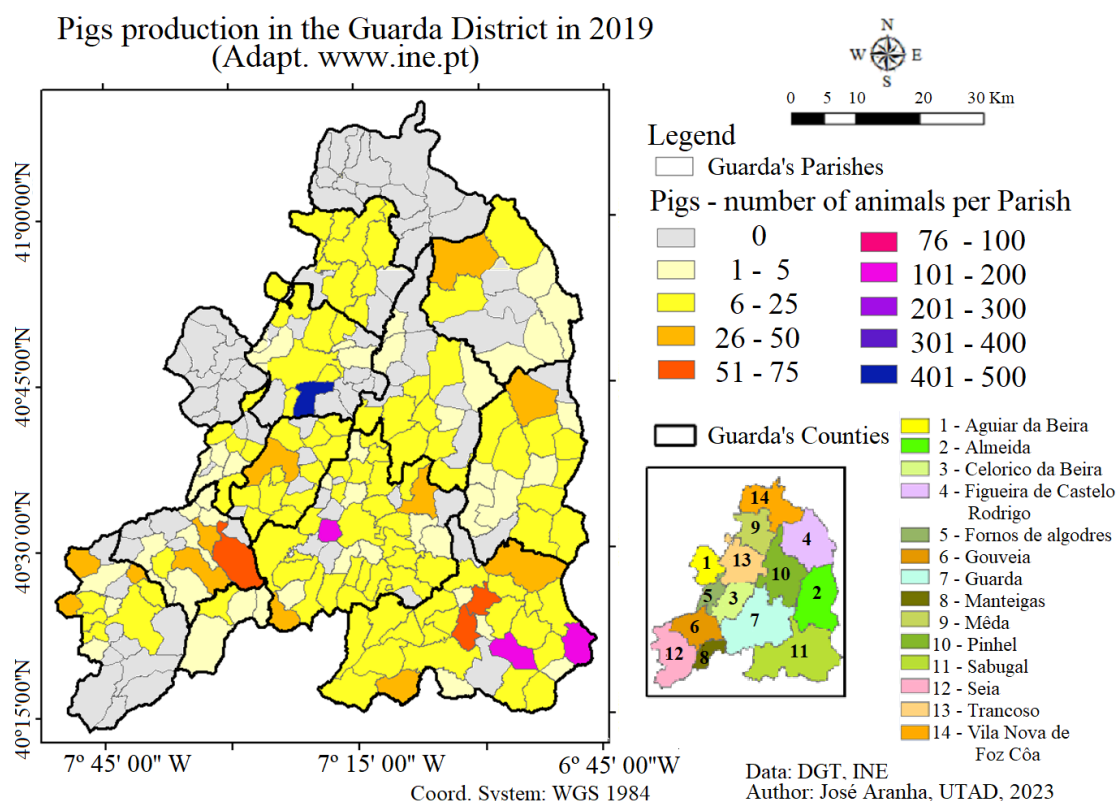 Pigs production in the Guarda District in 2019
(Adapt. www.ine.pt)
N
W E
S
0 5 10 20 30 Km
Legend
Guarda's Parishes
Pigs - number of animals per Parish
0
1 - 5
6 - 25
26 - 50
51 - 75
76 - 100
101 - 200
201 - 300
301 - 400
401 - 500
Guarda's Counties
1 - Aguiar da Beira
2 - Almeida
3 - Celorico da Beira
4 - Figueira de Castelo
Rodrigo
5 - Fornos de algodres
6 - Gouveia
7 - Guarda
8 - Manteigas
9 - Mêda
10 - Pinhel
11 - Sabugal
12 - Seia
13 - Trancoso
14 - Vila Nova de
Foz Côa
14
9
4
1
13
10
5
3
2
6
7
12
8
11
41°00'00"N
40°45'00"N
40°30'00"N
40°15'00"N
7° 45' 00" W
7° 15' 00" W
6° 45' 00" W
Coord. System: WGS 1984
Data: DGT, INE
Author: José Aranha, UTAD, 2023